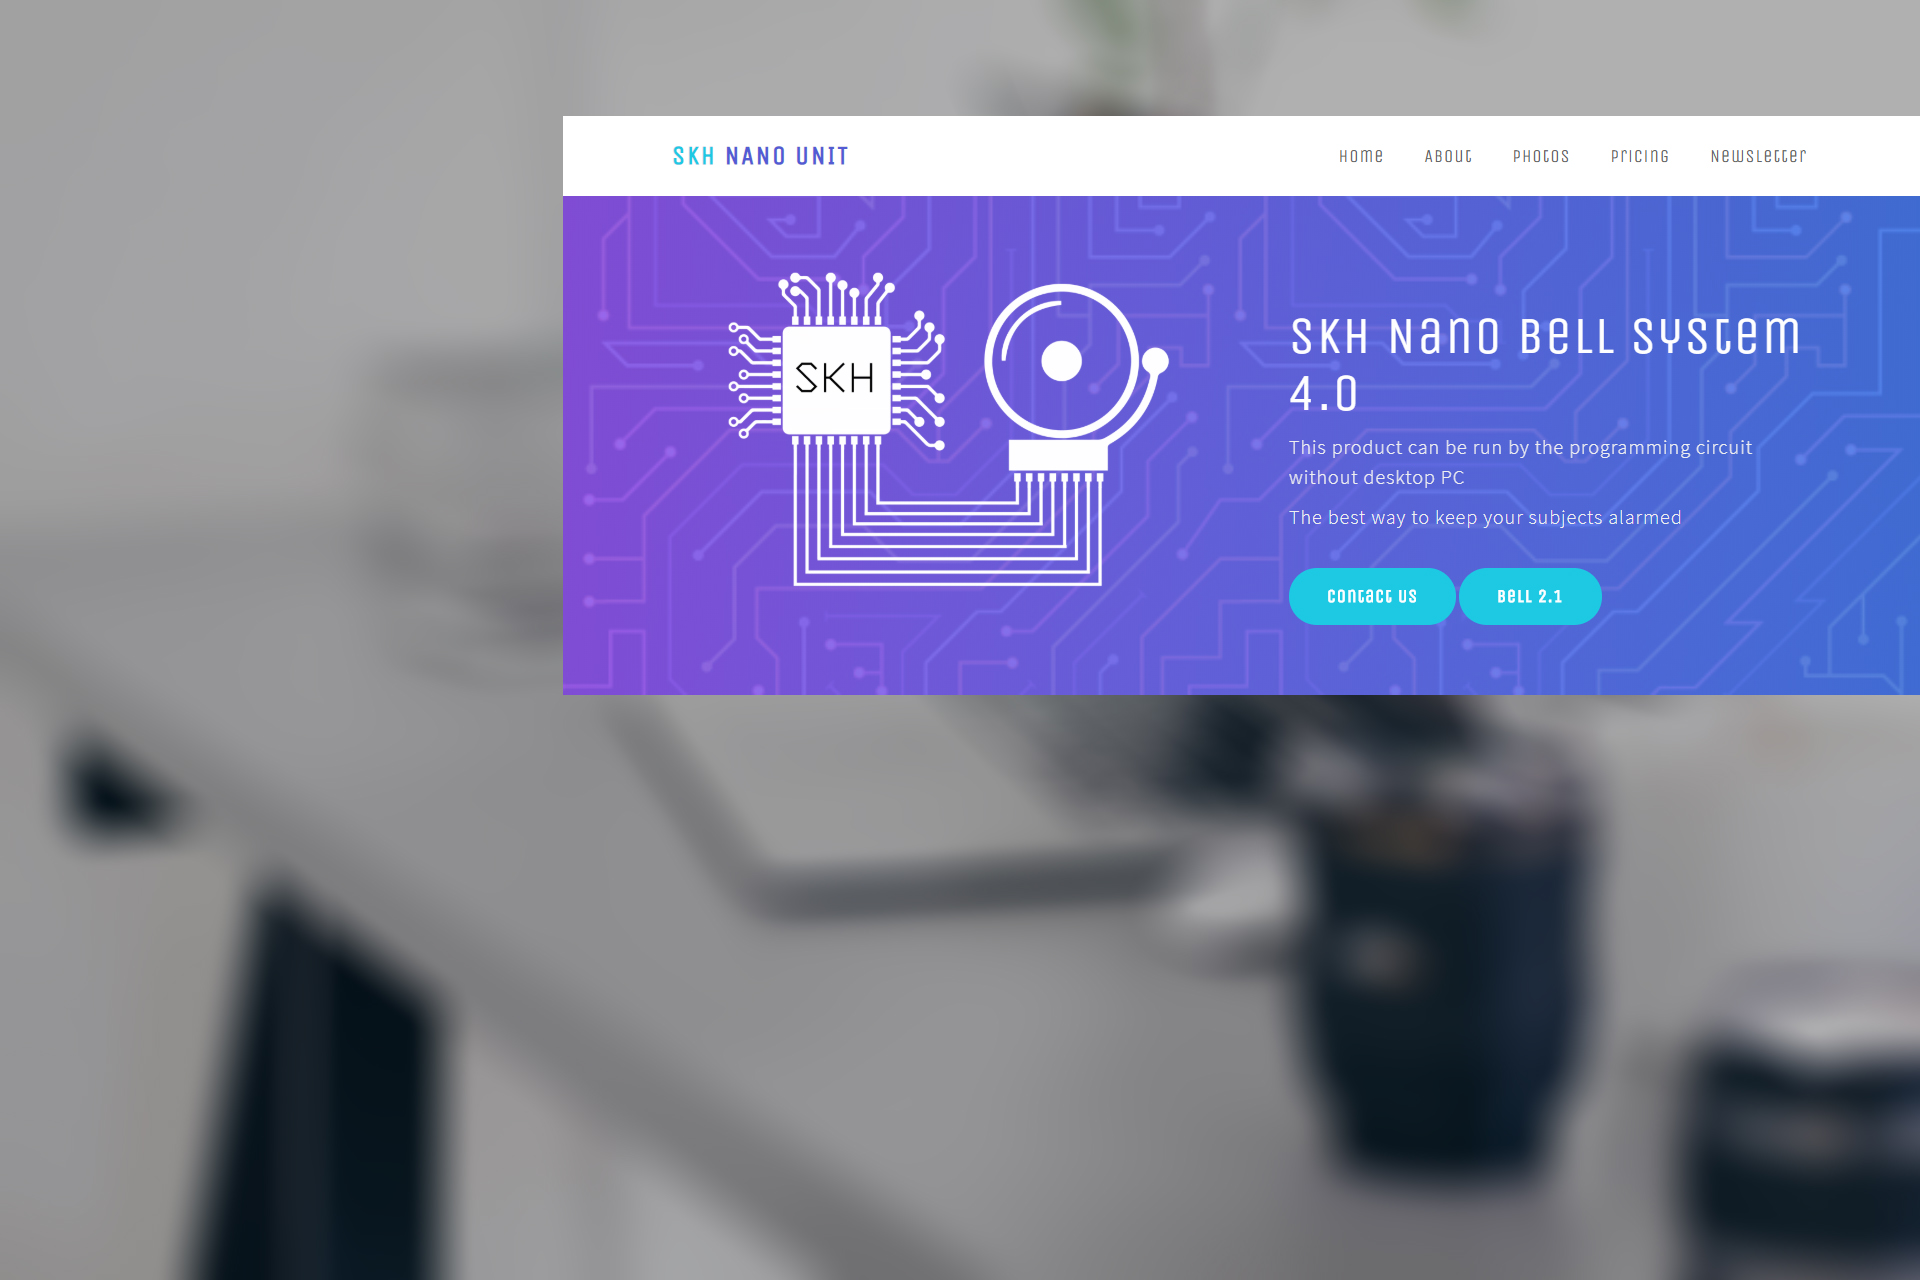 SKH NANO UNIT
Home About Photos Pricing Newsletter
SKH
SKH Nano Bell System
4.0
This product can be run by the programming circuit
without desktop PC
The best way to keep your subjects alarmed
Contact Us Bell 2.1